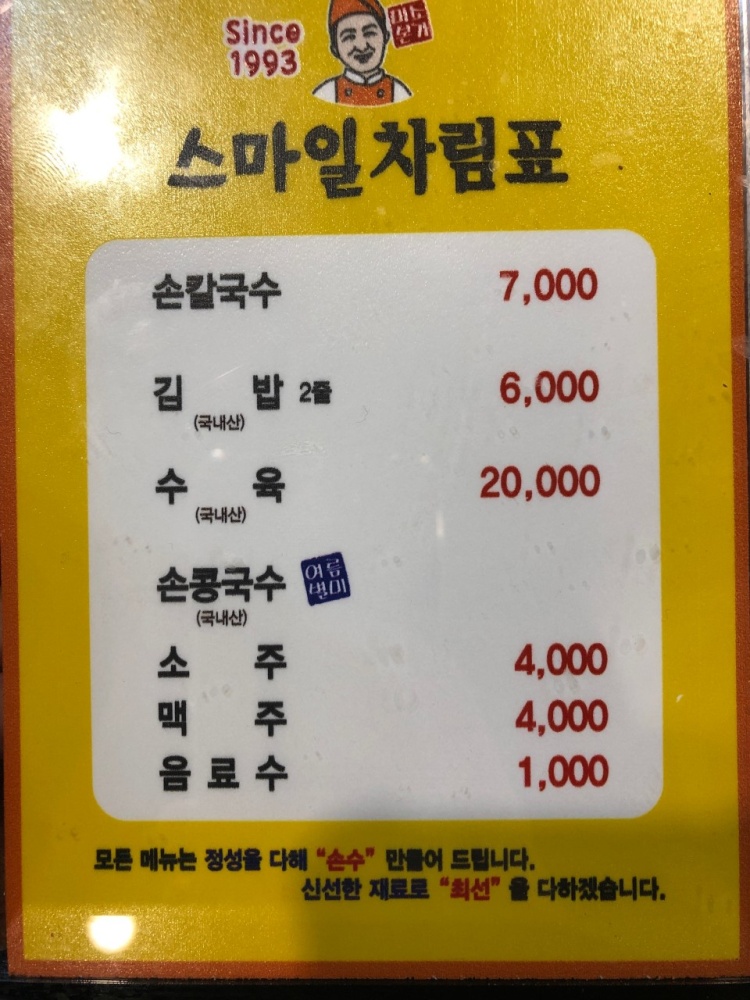 Since
1993
스마일차림표
손칼국수 7,000
김 밥 2줄 6,000
(국내산)
수 육 20,000
(국내산)
손콩국수 여름
별미
(국내산)
소 주 4,000
맥 주 4,000
음 료 수 1,000
모든 메뉴는 정성을 다해 “손수” 만들어 드립니다.
신선한 재료로 “최선” 을 다하겠습니다.